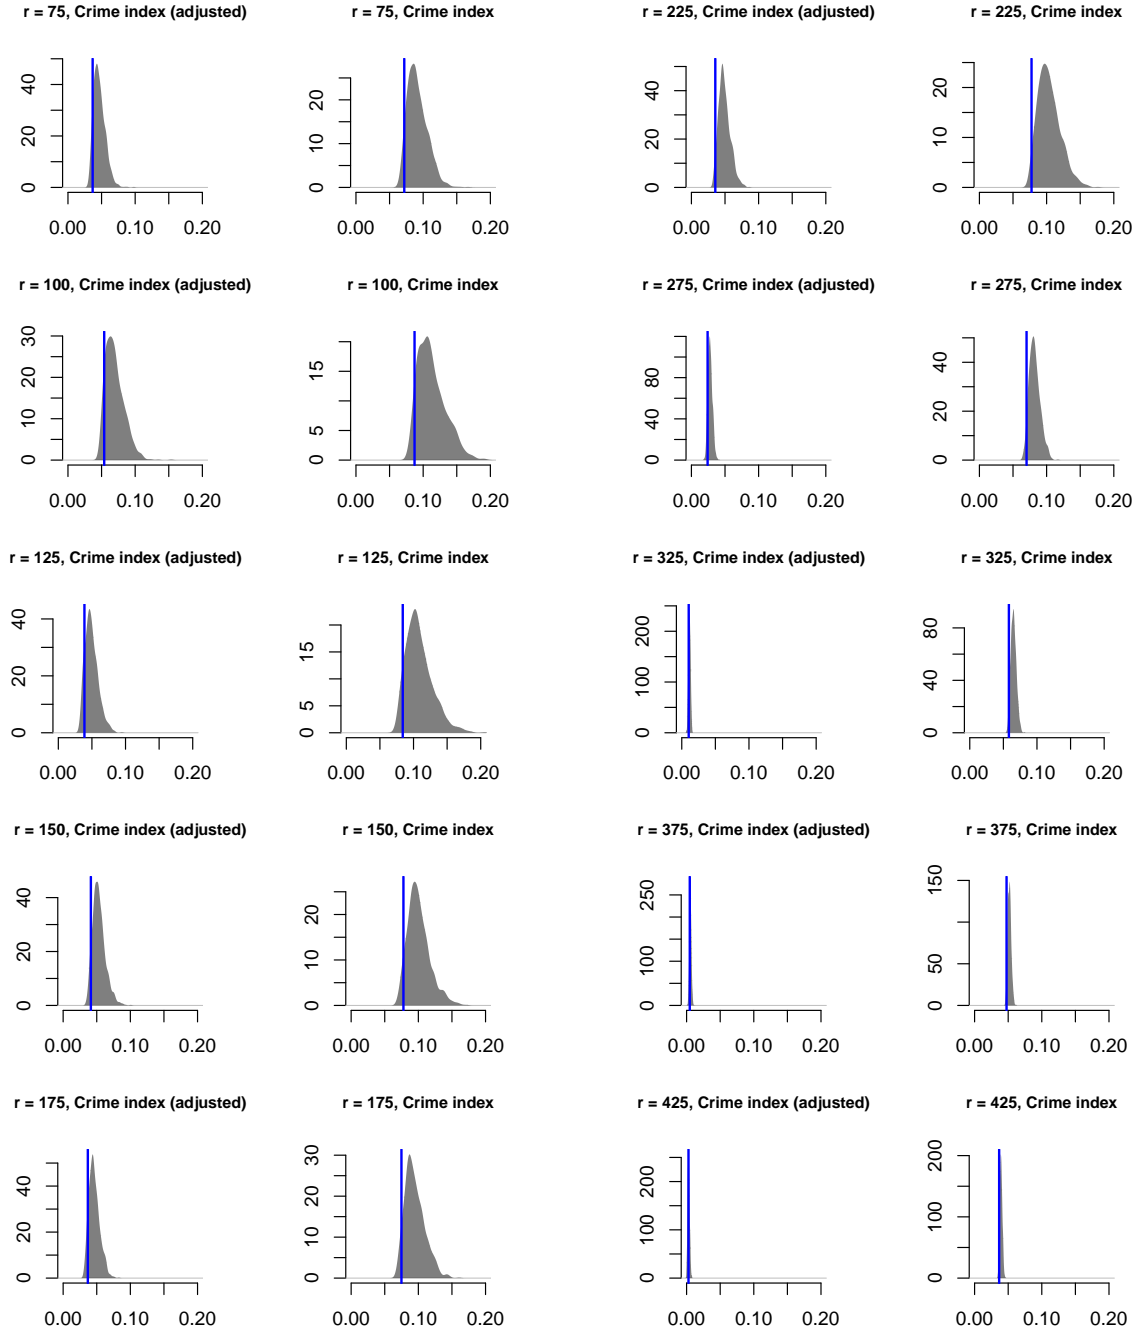 r = 75, Crime index (adjusted)
0 20 40
0.00 0.10 0.20
r = 75, Crime index
0 10 20
0.00 0.10 0.20
r = 225, Crime index (adjusted)
0 20 40
0.00 0.10 0.20
r = 225, Crime index
0 10 20
0.00 0.10 0.20
r = 100, Crime index (adjusted)
0 10 20 30
0.00 0.10 0.20
r = 100, Crime index
0 5 15
0.00 0.10 0.20
r = 275, Crime index (adjusted)
0 40 80
0.00 0.10 0.20
r = 275, Crime index
0 20 40
0.00 0.10 0.20
r = 125, Crime index (adjusted)
0 20 40
0.00 0.10 0.20
r = 125, Crime index
0 5 15
0.00 0.10 0.20
r = 325, Crime index (adjusted)
0 100 200
0.00 0.10 0.20
r = 325, Crime index
0 40 80
0.00 0.10 0.20
r = 150, Crime index (adjusted)
0 20 40
0.00 0.10 0.20
r = 150, Crime index
0 10 20
0.00 0.10 0.20
r = 375, Crime index (adjusted)
0 100 250
0.00 0.10 0.20
r = 375, Crime index
0 50 150
0.00 0.10 0.20
r = 175, Crime index (adjusted)
0 20 40
0.00 0.10 0.20
r = 175, Crime index
0 10 20 30
0.00 0.10 0.20
r = 425, Crime index (adjusted)
0 100 200
0.00 0.10 0.20
r = 425, Crime index
0 100 200
0.00 0.10 0.20